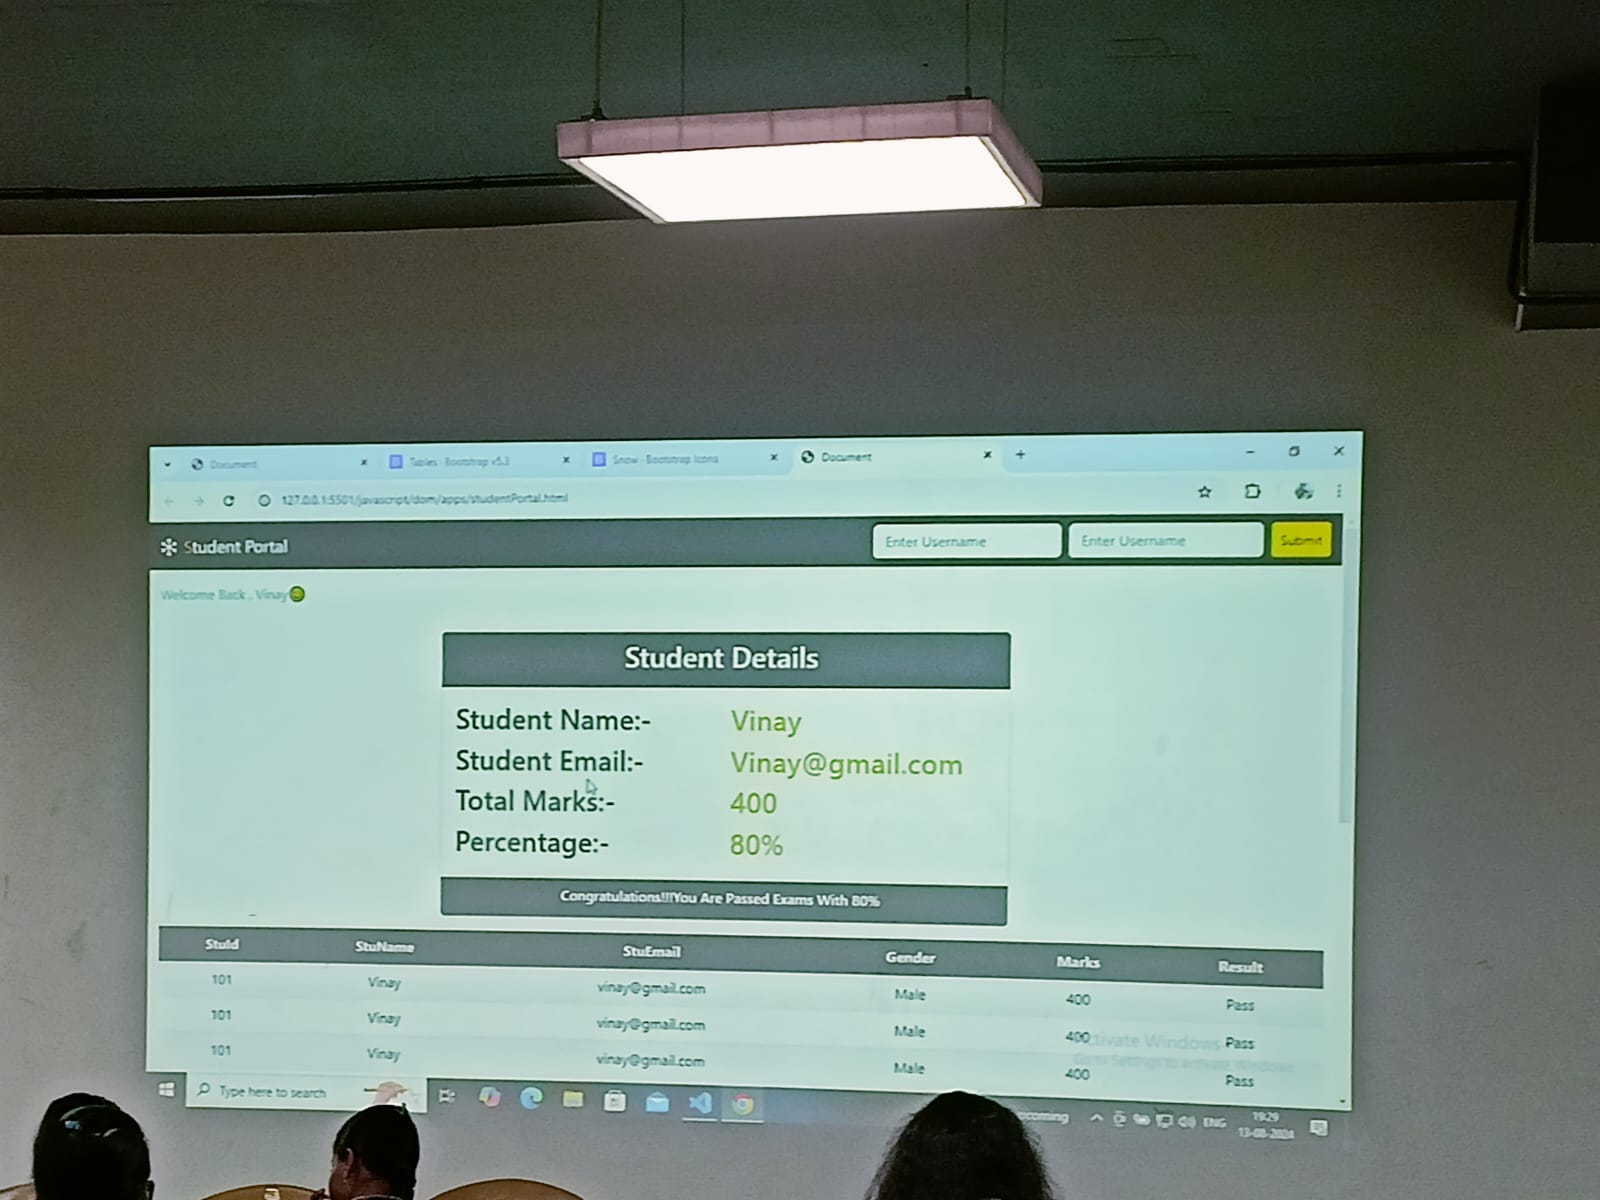 Document
Tables - Bootstrap v5.3
Snow - Bootstrap Icons
Document
127.0.0.1:5501/javascript/dom/apps/studentPortal.html
Student Portal
Enter Username
Enter Username
Submit
Welcome Back , Vinay
Student Details
Student Name:- Vinay
Student Email:- Vinay@gmail.com
Total Marks:- 400
Percentage:- 80%
Congratulations!!!You Are Passed Exams With 80%
StuId StuName StuEmail Gender Marks Result
101 Vinay vinay@gmail.com Male 400 Pass
101 Vinay vinay@gmail.com Male 400 Pass
101 Vinay vinay@gmail.com Male 400 Pass
Activate Windows
Go to Settings to activate Windows
Type here to search
ENG
19:29
13-08-2024